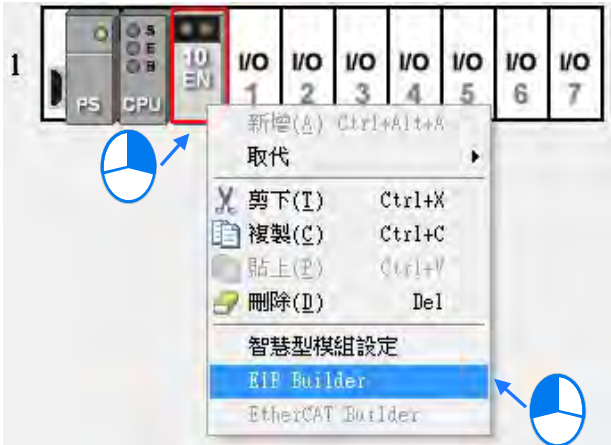 1
PS
CPU
S
E
B
10
EN
I/O
1
I/O
2
I/O
3
I/O
4
I/O
5
I/O
6
I/O
7
新增(A) Ctrl+Alt+A
取代
剪下(T) Ctrl+X
複製(C) Ctrl+C
貼上(P) Ctrl+V
刪除(D) Del
智慧型模組設定
EIP Builder
EtherCAT Builder